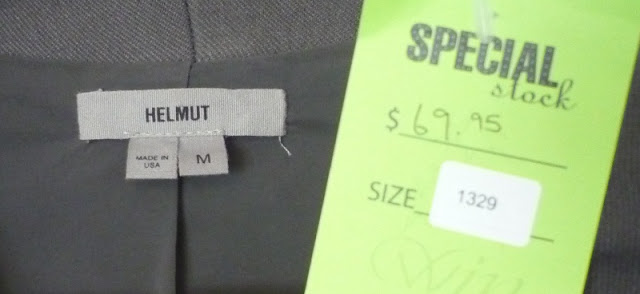 HELMUT
MADE IN
USA
M
SPECIAL
stock
$ 69.95
SIZE
1329